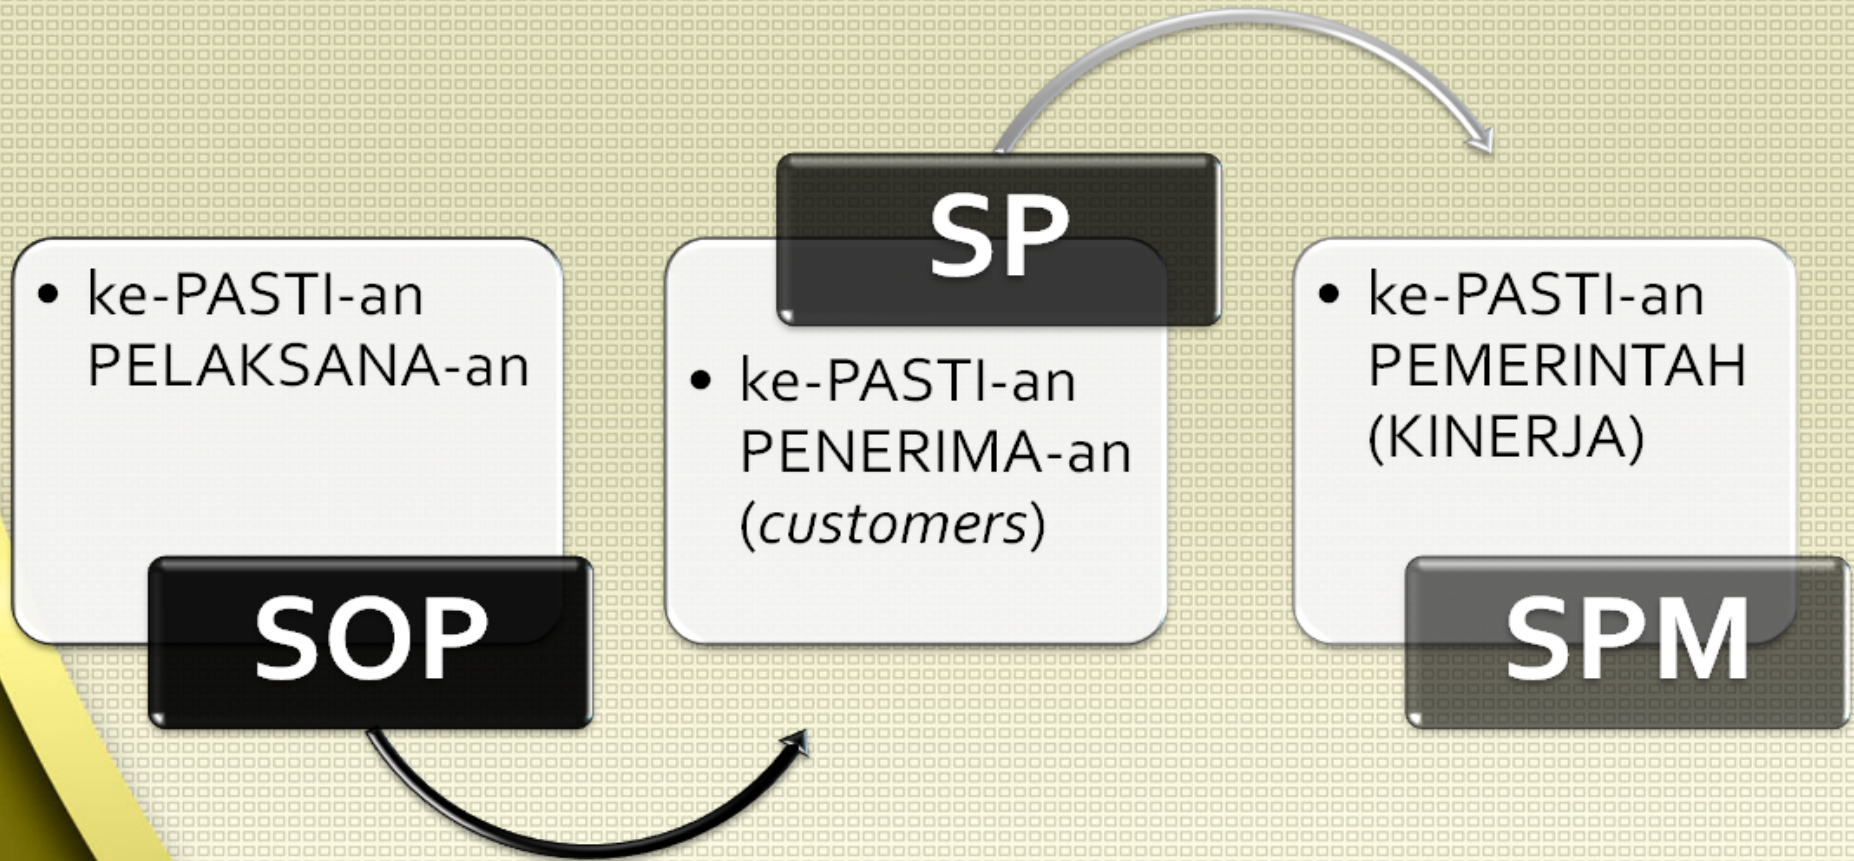 • ke-PASTI-an
PELAKSANA-an
SOP
SP
• ke-PASTI-an
PENERIMA-an
(customers)
• ke-PASTI-an
PEMERINTAH
(KINERJA)
SPM